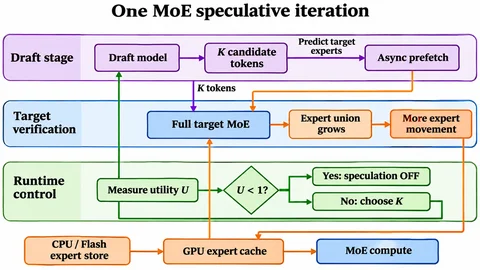 One MoE speculative iteration
Draft stage
Draft model
K candidate
tokens
Predict target
experts
Async prefetch
K tokens
Target
verification
Full target MoE
Expert union
grows
More expert
movement
Runtime
control
Measure utility U
U < 1?
Yes: speculation OFF
No: choose K
CPU / Flash
expert store
GPU expert cache
MoE compute